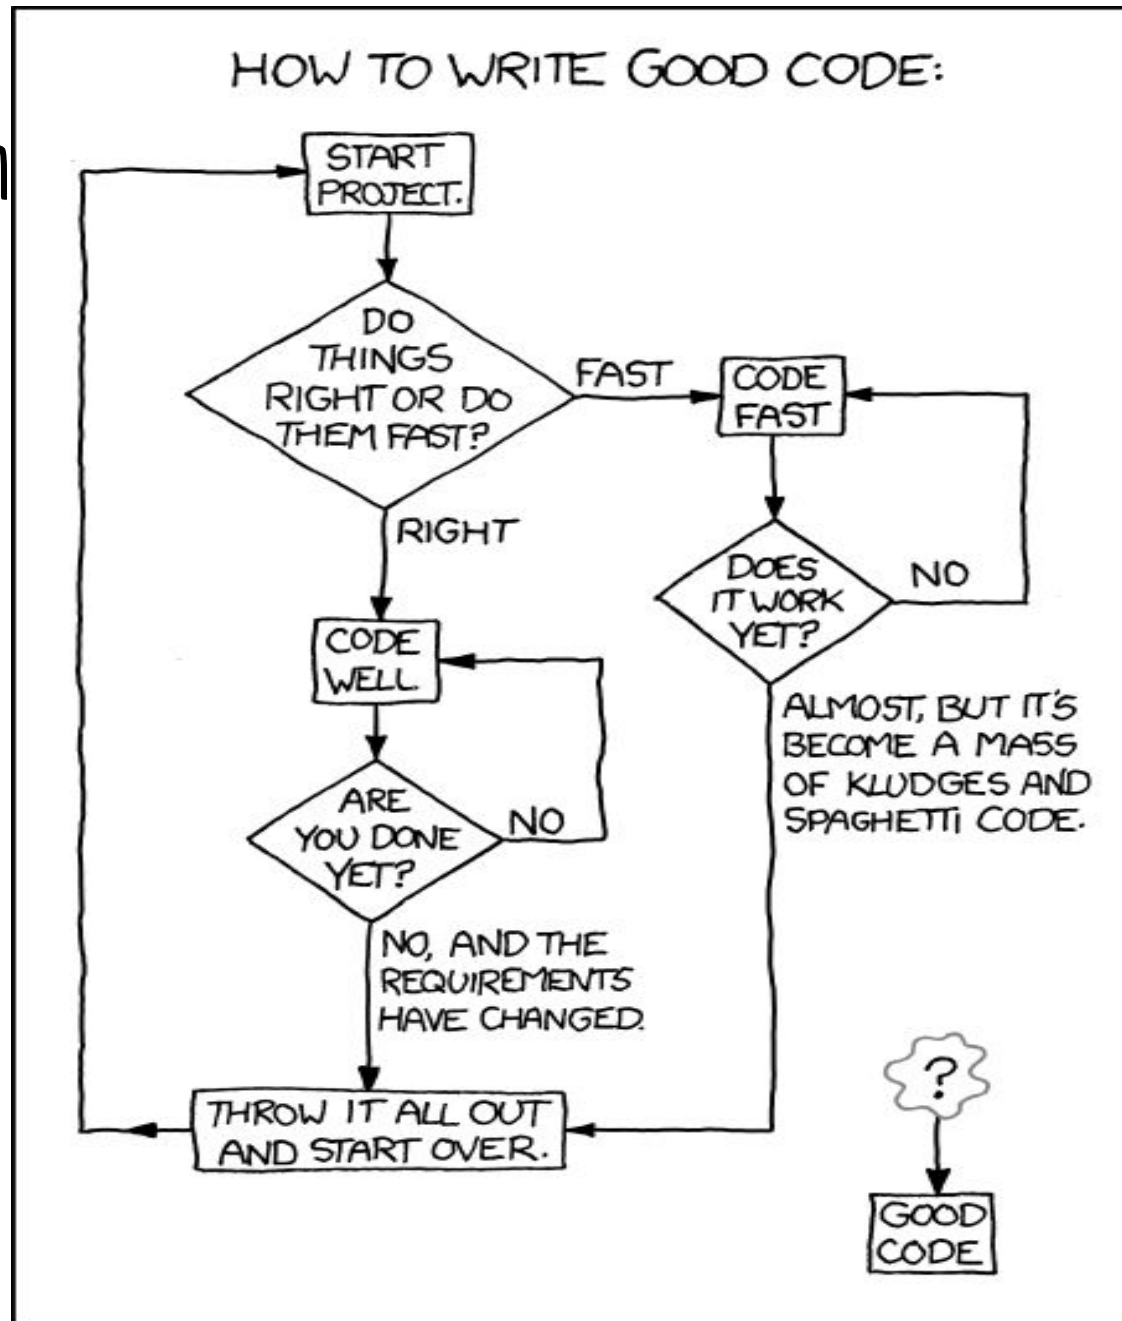 HOW TO WRITE GOOD CODE:
START
PROJECT.
DO
THINGS
RIGHT OR DO
THEM FAST?
FAST
CODE
FAST
RIGHT
DOES
IT WORK
YET?
NO
CODE
WELL.
ALMOST, BUT IT'S
BECOME A MASS
OF KLUDGES AND
SPAGHETTI CODE.
ARE
YOU DONE
YET?
NO
NO, AND THE
REQUIREMENTS
HAVE CHANGED.
THROW IT ALL OUT
AND START OVER.
?
GOOD
CODE